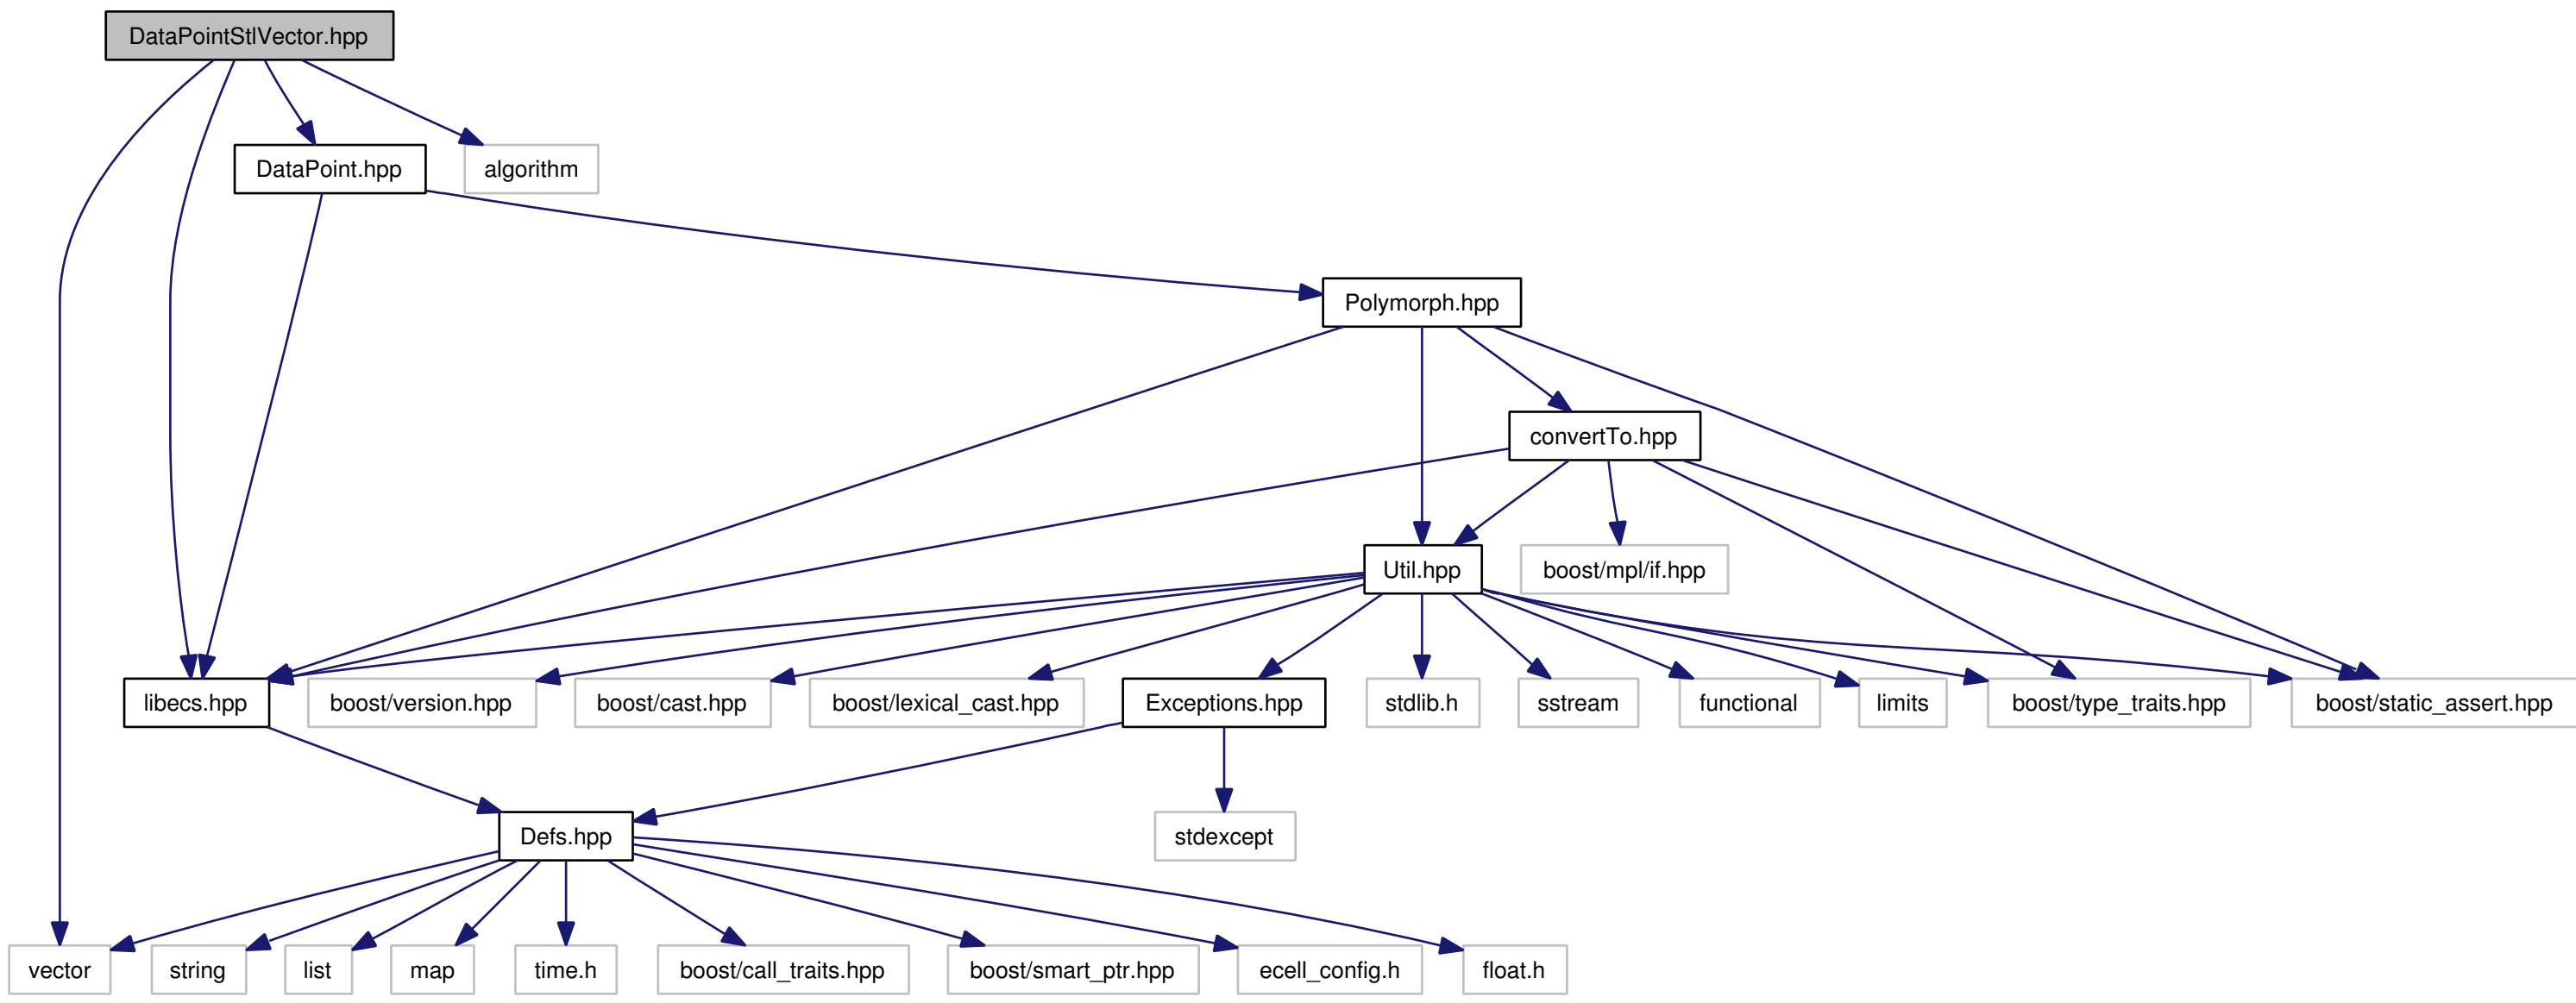 DataPointStlVector.hpp
DataPoint.hpp
algorithm
Polymorph.hpp
convertTo.hpp
Util.hpp
boost/mpl/if.hpp
libecs.hpp
boost/version.hpp
boost/cast.hpp
boost/lexical_cast.hpp
Exceptions.hpp
stdlib.h
sstream
functional
limits
boost/type_traits.hpp
boost/static_assert.hpp
Defs.hpp
stdexcept
vector
string
list
map
time.h
boost/call_traits.hpp
boost/smart_ptr.hpp
ecell_config.h
float.h